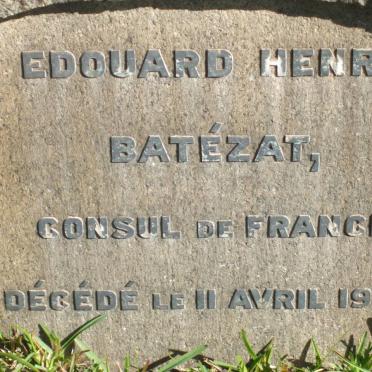 EDOUARD HENR
BATÉZAT,
CONSUL DE FRANC
DÉCÉDÉ LE 11 AVRIL 19